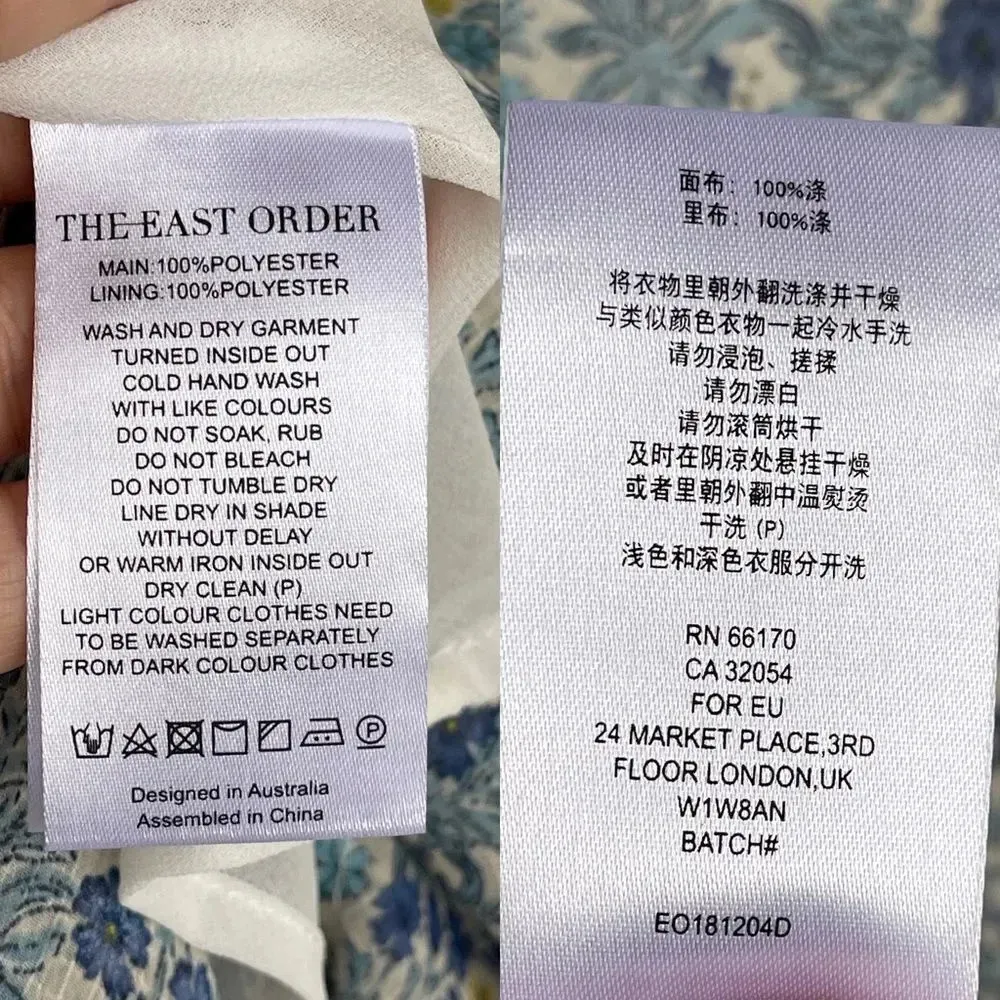 THE EAST ORDER
MAIN:100%POLYESTER
LINING:100%POLYESTER
WASH AND DRY GARMENT
TURNED INSIDE OUT
COLD HAND WASH
WITH LIKE COLOURS
DO NOT SOAK, RUB
DO NOT BLEACH
DO NOT TUMBLE DRY
LINE DRY IN SHADE
WITHOUT DELAY
OR WARM IRON INSIDE OUT
DRY CLEAN (P)
LIGHT COLOUR CLOTHES NEED
TO BE WASHED SEPARATELY
FROM DARK COLOUR CLOTHES
P
Designed in Australia
Assembled in China
面布：100%涤
里布：100%涤
将衣物里朝外翻洗涤并干燥
与类似颜色衣物一起冷水手洗
请勿浸泡、搓揉
请勿漂白
请勿滚筒烘干
及时在阴凉处悬挂干燥
或者里朝外翻中温熨烫
干洗 (P)
浅色和深色衣服分开洗
RN 66170
CA 32054
FOR EU
24 MARKET PLACE,3RD
FLOOR LONDON,UK
W1W8AN
BATCH#
EO181204D